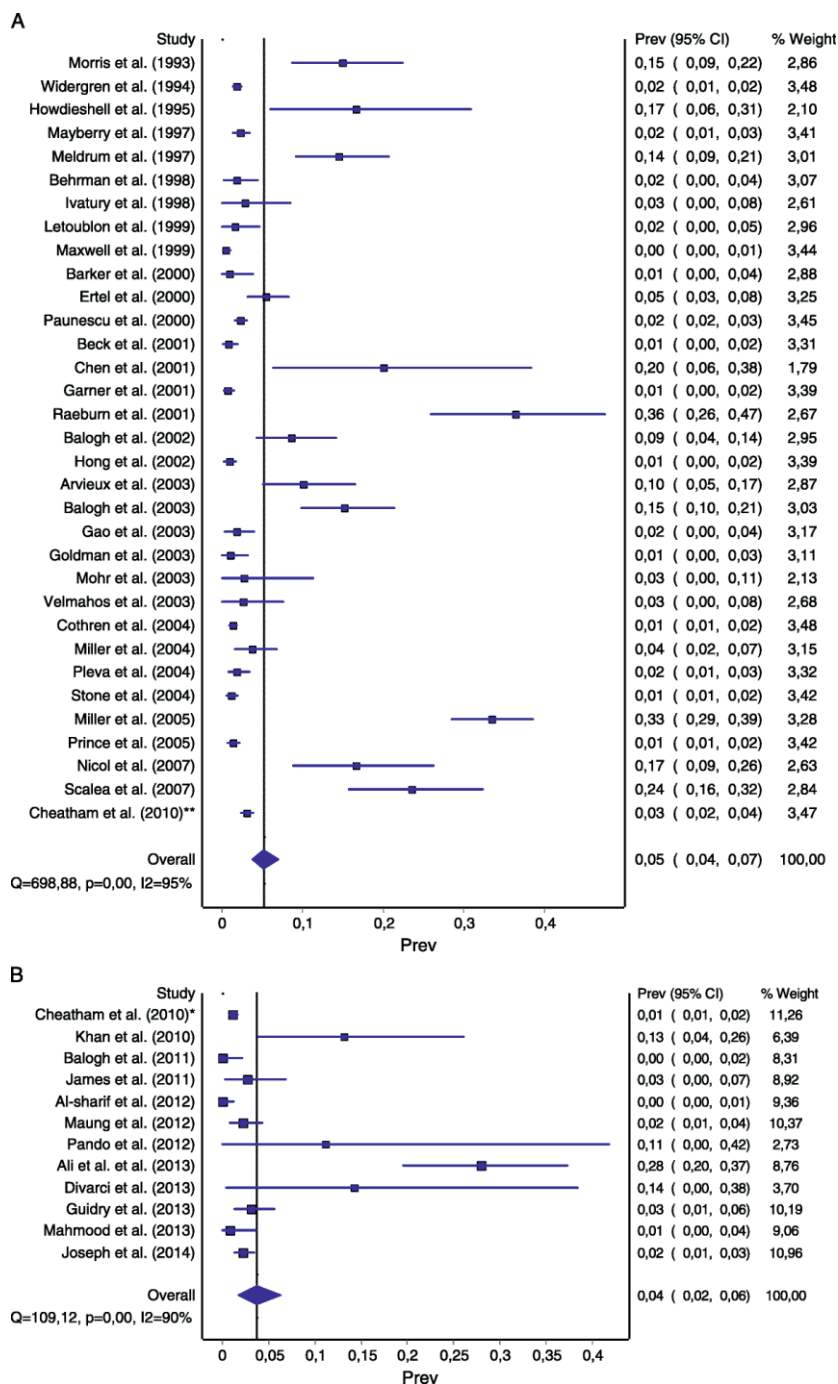 A
Study Prev (95% CI) % Weight
Morris et al. (1993) 0,15 ( 0,09, 0,22) 2,86
Widergren et al. (1994) 0,02 ( 0,01, 0,02) 3,48
Howdieshell et al. (1995) 0,17 ( 0,06, 0,31) 2,10
Mayberry et al. (1997) 0,02 ( 0,01, 0,03) 3,41
Meldrum et al. (1997) 0,14 ( 0,09, 0,21) 3,01
Behrman et al. (1998) 0,02 ( 0,00, 0,04) 3,07
Ivatury et al. (1998) 0,03 ( 0,00, 0,08) 2,61
Letoublon et al. (1999) 0,02 ( 0,00, 0,05) 2,96
Maxwell et al. (1999) 0,00 ( 0,00, 0,01) 3,44
Barker et al. (2000) 0,01 ( 0,00, 0,04) 2,88
Ertel et al. (2000) 0,05 ( 0,03, 0,08) 3,25
Paunescu et al. (2000) 0,02 ( 0,02, 0,03) 3,45
Beck et al. (2001) 0,01 ( 0,00, 0,02) 3,31
Chen et al. (2001) 0,20 ( 0,06, 0,38) 1,79
Garner et al. (2001) 0,01 ( 0,00, 0,02) 3,39
Raeburn et al. (2001) 0,36 ( 0,26, 0,47) 2,67
Balogh et al. (2002) 0,09 ( 0,04, 0,14) 2,95
Hong et al. (2002) 0,01 ( 0,00, 0,02) 3,39
Arvieux et al. (2003) 0,10 ( 0,05, 0,17) 2,87
Balogh et al. (2003) 0,15 ( 0,10, 0,21) 3,03
Gao et al. (2003) 0,02 ( 0,00, 0,04) 3,17
Goldman et al. (2003) 0,01 ( 0,00, 0,03) 3,11
Mohr et al. (2003) 0,03 ( 0,00, 0,11) 2,13
Velmahos et al. (2003) 0,03 ( 0,00, 0,08) 2,68
Cothren et al. (2004) 0,01 ( 0,01, 0,02) 3,48
Miller et al. (2004) 0,04 ( 0,02, 0,07) 3,15
Pleva et al. (2004) 0,02 ( 0,01, 0,03) 3,32
Stone et al. (2004) 0,01 ( 0,01, 0,02) 3,42
Miller et al. (2005) 0,33 ( 0,29, 0,39) 3,28
Prince et al. (2005) 0,01 ( 0,01, 0,02) 3,42
Nicol et al. (2007) 0,17 ( 0,09, 0,26) 2,63
Scalea et al. (2007) 0,24 ( 0,16, 0,32) 2,84
Cheatham et al. (2010)** 0,03 ( 0,02, 0,04) 3,47
Overall 0,05 ( 0,04, 0,07) 100,00
Q=698,88, p=0,00, I2=95%
0 0,1 0,2 0,3 0,4
Prev
B
Study Prev (95% CI) % Weight
Cheatham et al. (2010)* 0,01 ( 0,01, 0,02) 11,26
Khan et al. (2010) 0,13 ( 0,04, 0,26) 6,39
Balogh et al. (2011) 0,00 ( 0,00, 0,02) 8,31
James et al. (2011) 0,03 ( 0,00, 0,07) 8,92
Al-sharif et al. (2012) 0,00 ( 0,00, 0,01) 9,36
Maung et al. (2012) 0,02 ( 0,01, 0,04) 10,37
Pando et al. (2012) 0,11 ( 0,00, 0,42) 2,73
Ali et al. et al. (2013) 0,28 ( 0,20, 0,37) 8,76
Divarci et al. (2013) 0,14 ( 0,00, 0,38) 3,70
Guidry et al. (2013) 0,03 ( 0,01, 0,06) 10,19
Mahmood et al. (2013) 0,01 ( 0,00, 0,04) 9,06
Joseph et al. (2014) 0,02 ( 0,01, 0,03) 10,96
Overall 0,04 ( 0,02, 0,06) 100,00
Q=109,12, p=0,00, I2=90%
0 0,05 0,1 0,15 0,2 0,25 0,3 0,35 0,4
Prev